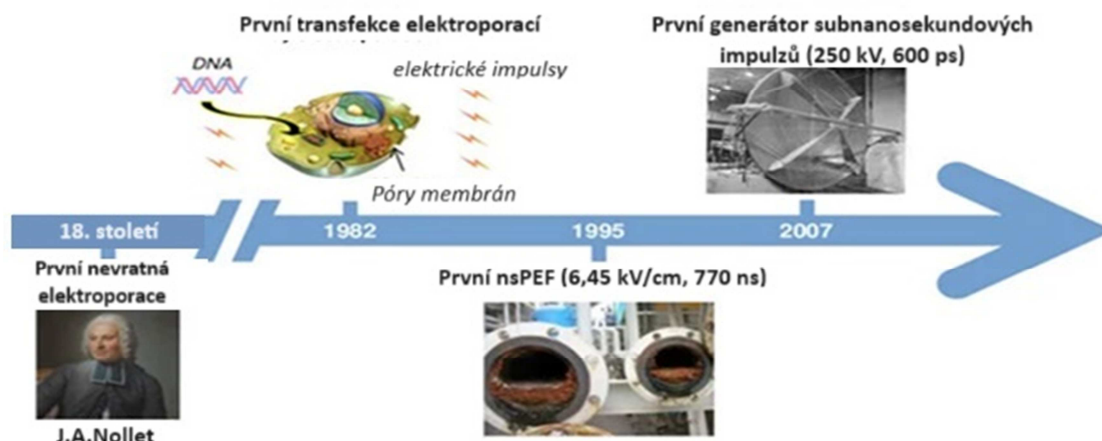 První transfekce elektroporací
DNA
elektrické impulsy
Póry membrán
První generátor subnanosekundových
impulzů (250 kV, 600 ps)
18. století
1982
1995
2007
První nevratná
elektroporace
J.A.Nollet
První nsPEF (6,45 kV/cm, 770 ns)